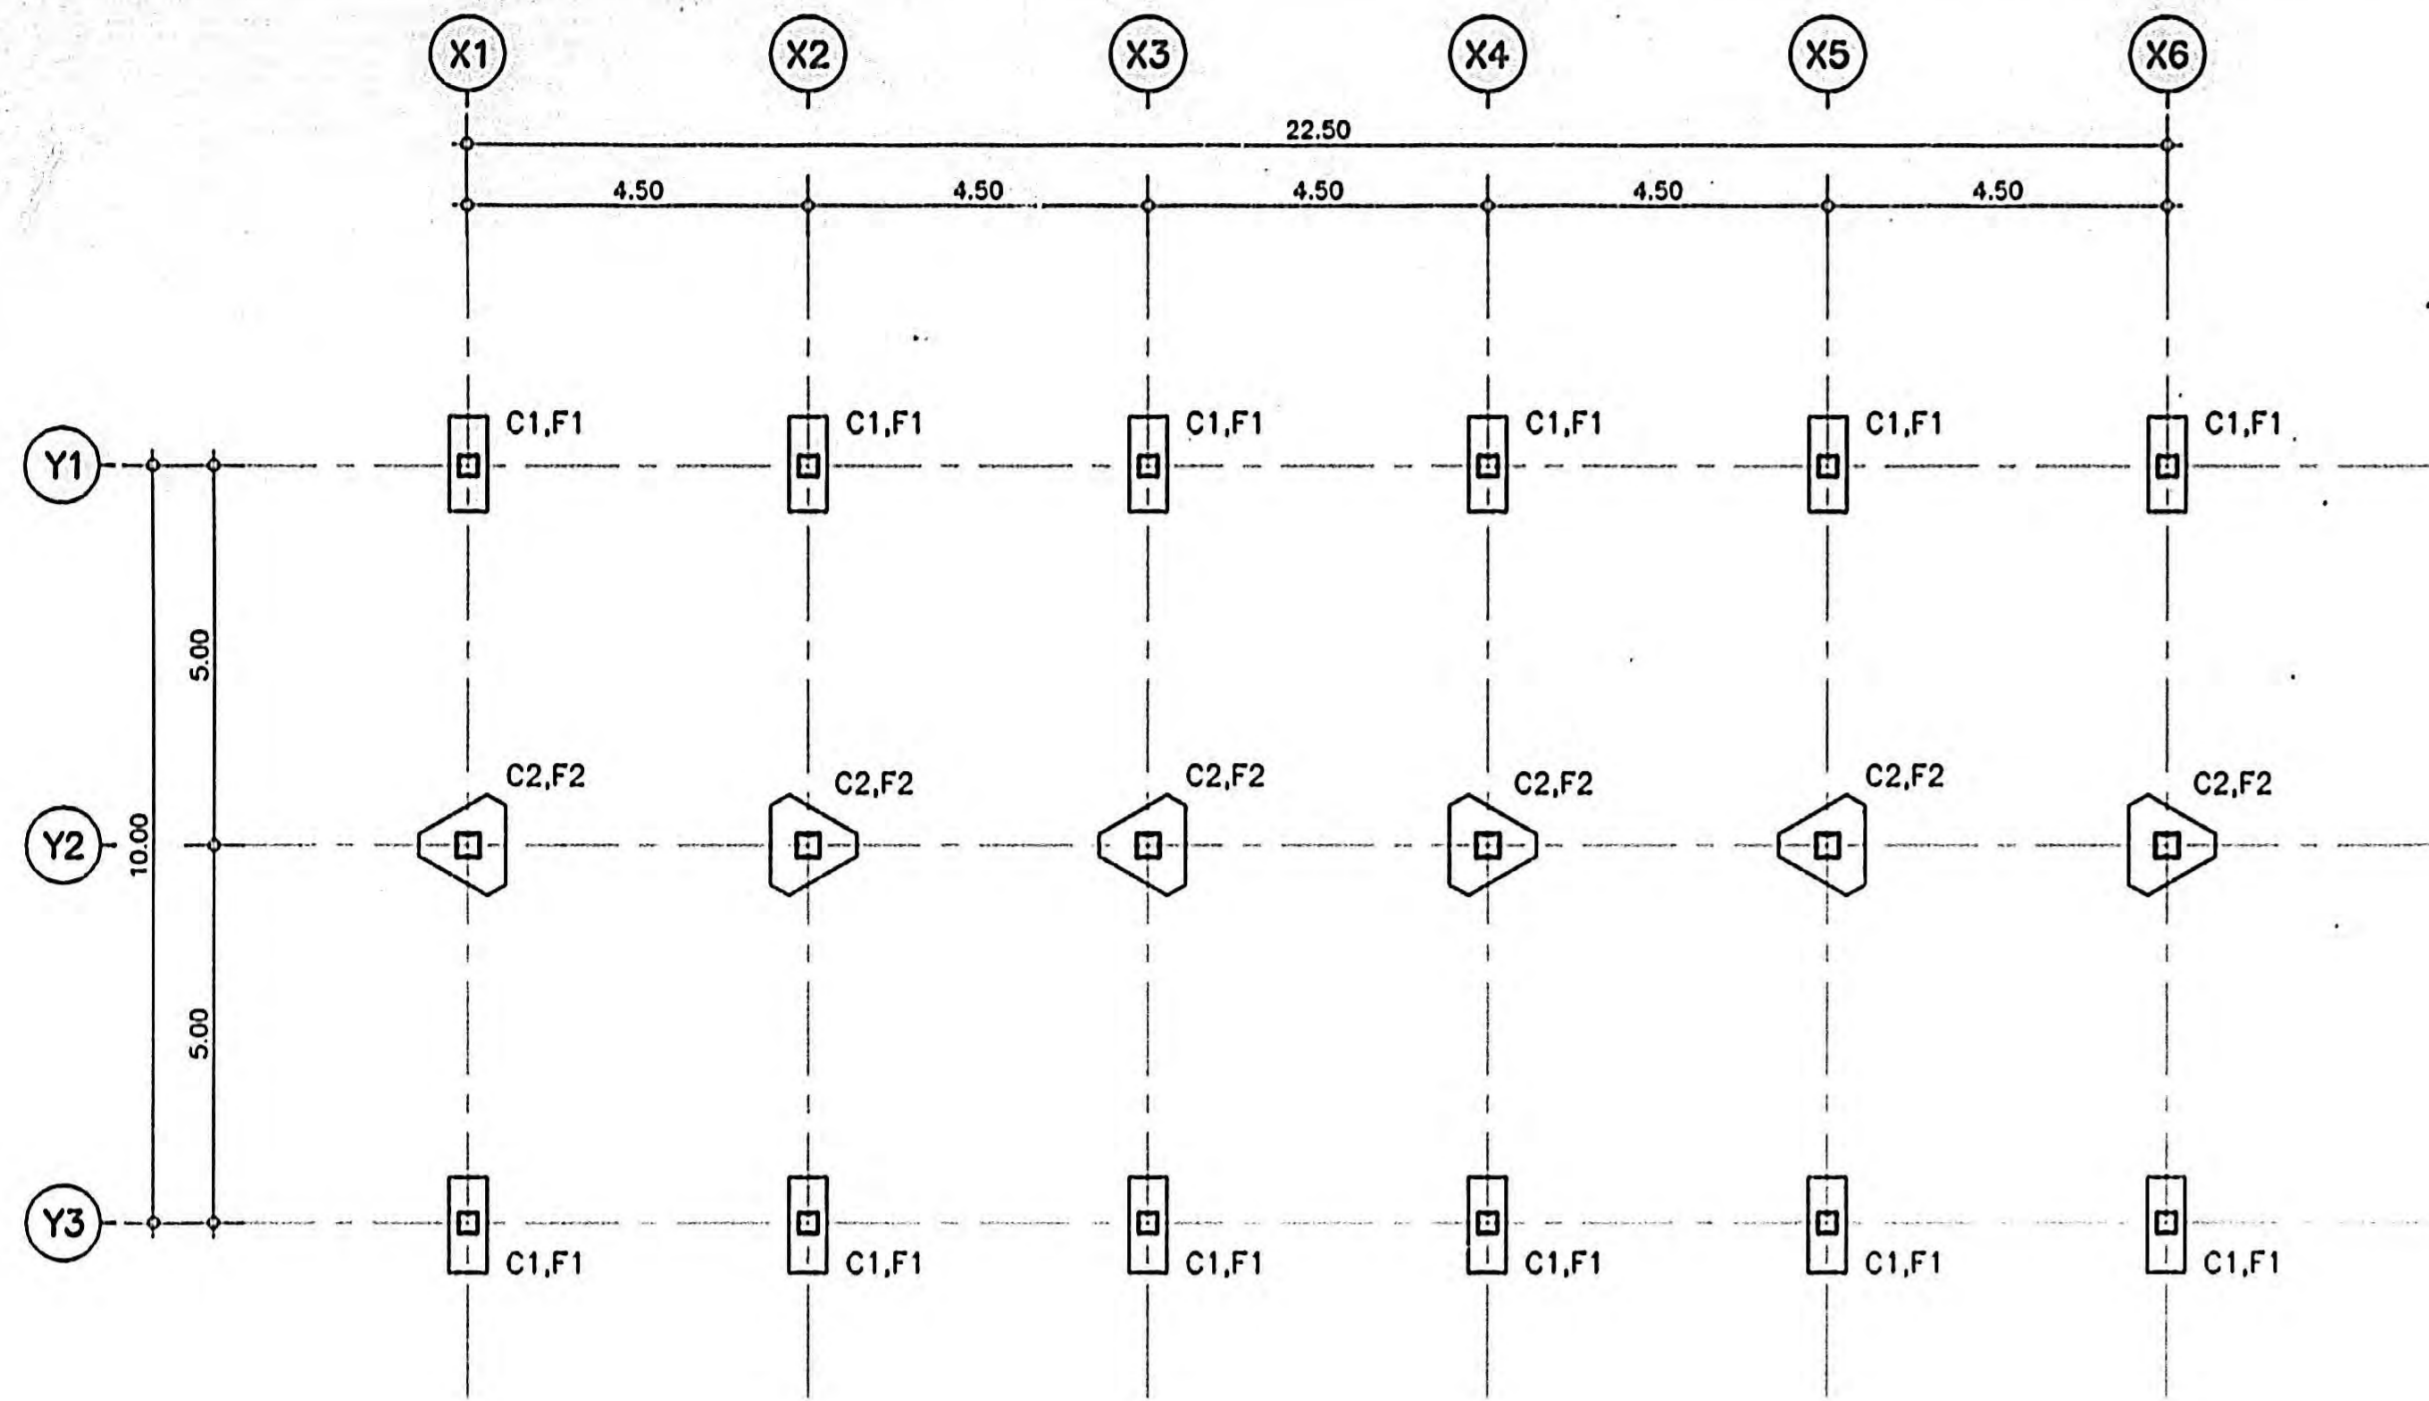 X1 X2 X3 X4 X5 X6
22.50
4.50 4.50 4.50 4.50 4.50
C1,F1 C1,F1 C1,F1 C1,F1 C1,F1 C1,F1
Y1
5.00
C2,F2 C2,F2 C2,F2 C2,F2 C2,F2 C2,F2
Y2
10.00
5.00
Y3
C1,F1 C1,F1 C1,F1 C1,F1 C1,F1 C1,F1